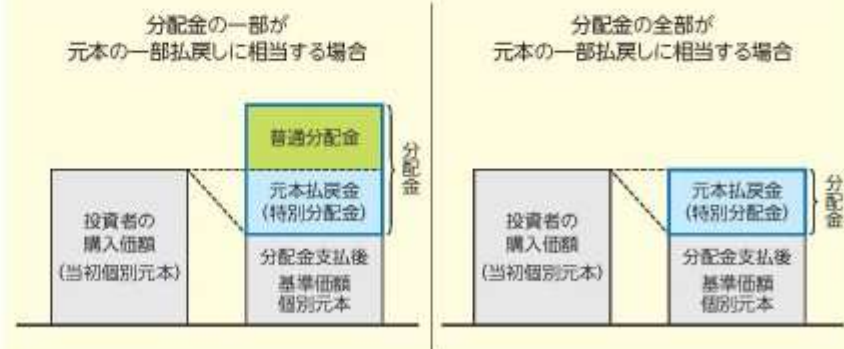 分配金の一部が
元本の一部払戻しに相当する場合
普通分配金
元本払戻金
(特別分配金)
分配金
投資者の
購入価額
(当初個別元本)
分配金支払後
基準価額
個別元本
分配金の全部が
元本の一部払戻しに相当する場合
元本払戻金
(特別分配金)
分配金
投資者の
購入価額
(当初個別元本)
分配金支払後
基準価額
個別元本